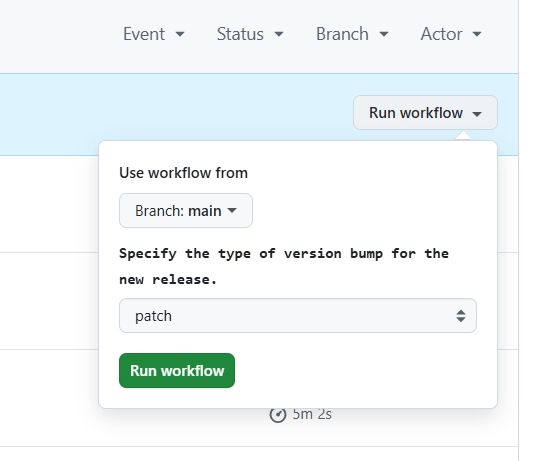 Event Status Branch Actor
Run workflow
Use workflow from
Branch: main
Specify the type of version bump for the
new release.
patch
Run workflow
5m 2s